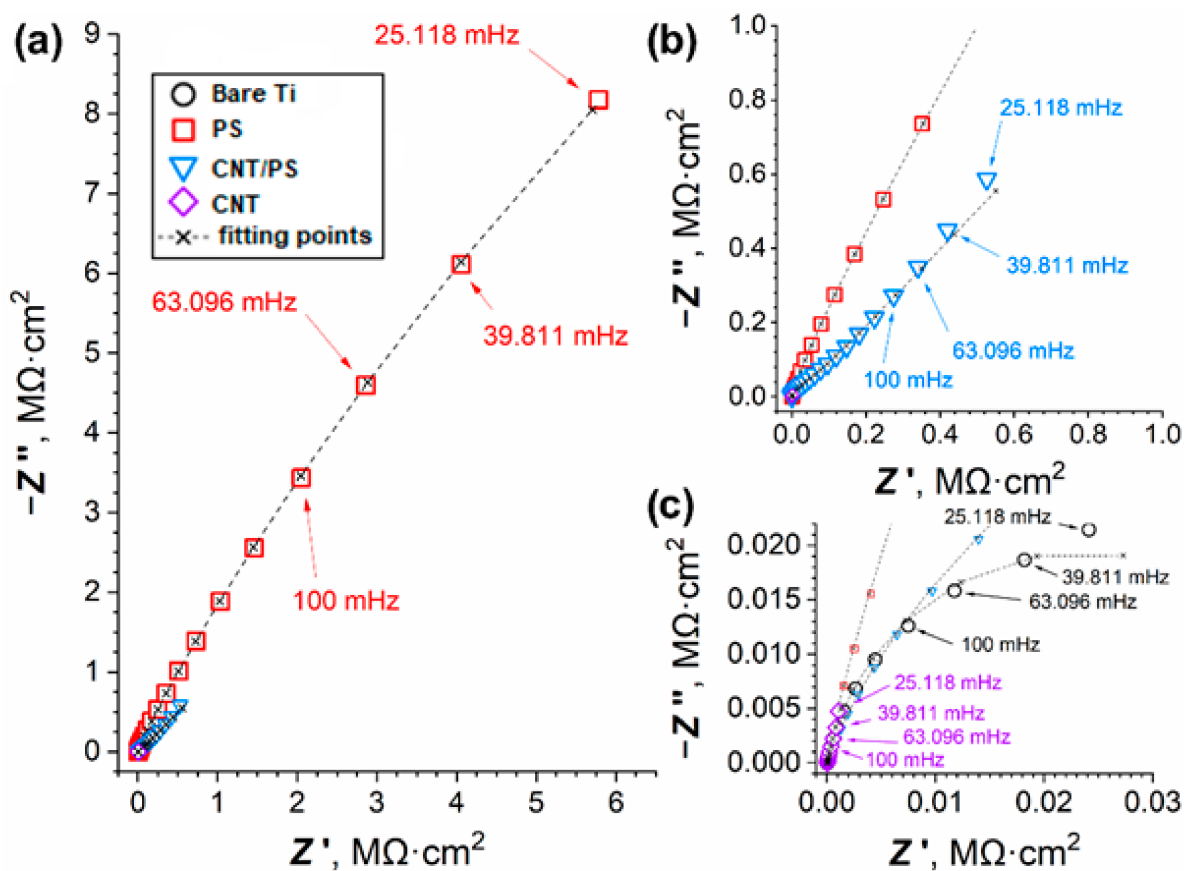 (a)
−Z'', MΩ·cm²
9
8
7
6
5
4
3
2
1
0
Bare Ti
PS
CNT/PS
CNT
fitting points
25.118 mHz
63.096 mHz
39.811 mHz
100 mHz
0 1 2 3 4 5 6
Z', MΩ·cm²
(b)
−Z'', MΩ·cm²
1.0
0.8
0.6
0.4
0.2
0.0
25.118 mHz
39.811 mHz
63.096 mHz
100 mHz
0.0 0.2 0.4 0.6 0.8 1.0
Z', MΩ·cm²
(c)
−Z'', MΩ·cm²
0.020
0.015
0.010
0.005
0.000
25.118 mHz
39.811 mHz
63.096 mHz
100 mHz
25.118 mHz
39.811 mHz
63.096 mHz
100 mHz
0.00 0.01 0.02 0.03
Z', MΩ·cm²